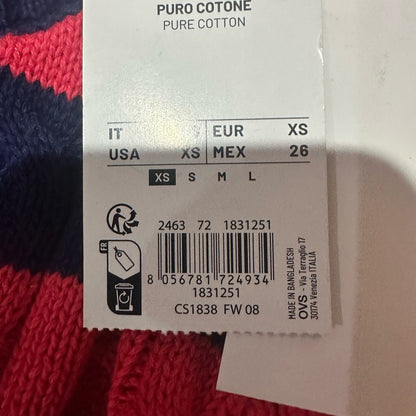 PURO COTONE
PURE COTTON
IT EUR XS
USA XS MEX 26
XS S M L
2463 72 1831251
8 056781 724934
1831251
CS1838 FW 08
FR
MADE IN BANGLADESH
OVS - Via Terraglio 17
30174 Venezia ITALIA